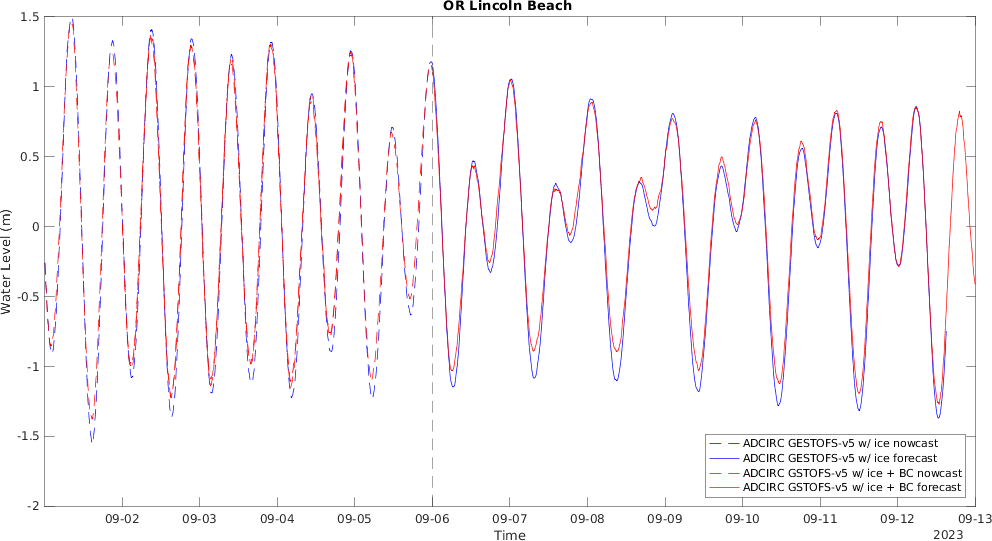 OR Lincoln Beach
1.5
1
0.5
0
-0.5
-1
-1.5
-2
Water Level (m)
09-02 09-03 09-04 09-05 09-06 09-07 09-08 09-09 09-10 09-11 09-12 09-13
Time
2023
ADCIRC GESTOFS-v5 w/ ice nowcast
ADCIRC GESTOFS-v5 w/ ice forecast
ADCIRC GSTOFS-v5 w/ ice + BC nowcast
ADCIRC GSTOFS-v5 w/ ice + BC forecast